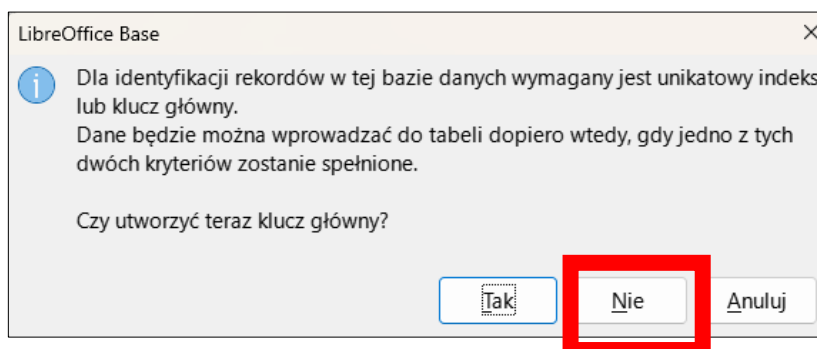 LibreOffice Base
Dla identyfikacji rekordów w tej bazie danych wymagany jest unikatowy indeks
lub klucz główny.
Dane będzie można wprowadzać do tabeli dopiero wtedy, gdy jedno z tych
dwóch kryteriów zostanie spełnione.
Czy utworzyć teraz klucz główny?
Tak Nie Anuluj